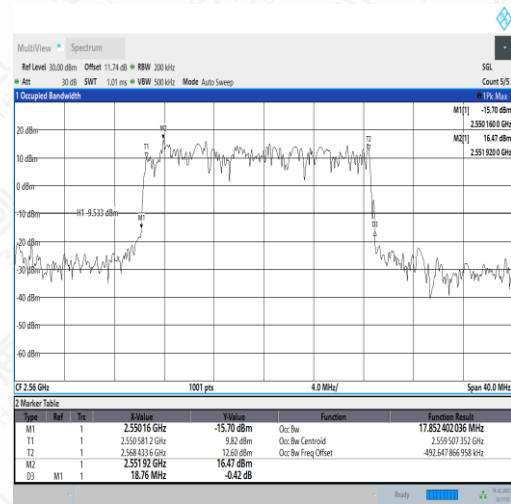 MultiView Spectrum
Ref Level 30.00 dBm Offset 11.74 dB RBW 200 kHz SGL
Att 30 dB SWT 1.01 ms VBW 500 kHz Mode Auto Sweep Count 5/5
1 Occupied Bandwidth 1Pk Max
M1[1] -15.70 dBm
2.550 160 0 GHz
M2[1] 16.47 dBm
2.551 920 0 GHz
20 dBm
M2
T1
T2
10 dBm
0 dBm
-10 dBm
H1 -9.533 dBm
M1
D3
-20 dBm
-30 dBm
-40 dBm
-50 dBm
-60 dBm
CF 2.56 GHz 1001 pts 4.0 MHz/ Span 40.0 MHz
2 Marker Table
Type Ref Trc X-Value Y-Value Function Function Result
M1 1 2.55016 GHz -15.70 dBm Occ Bw 17.852 402 036 MHz
T1 1 2.550 581 2 GHz 9.82 dBm Occ Bw Centroid 2.559 507 352 GHz
T2 1 2.568 433 6 GHz 12.60 dBm Occ Bw Freq Offset -492.647 866 958 kHz
M2 1 2.55192 GHz 16.47 dBm
D3 M1 1 18.76 MHz -0.42 dB
Ready